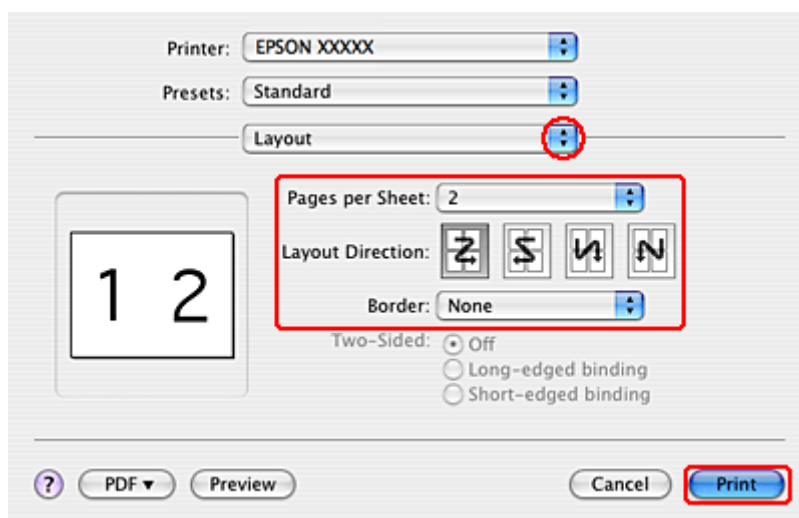 Printer: EPSON XXXXX
Presets: Standard
Layout
Pages per Sheet: 2
Layout Direction:
Border: None
Two-Sided: Off
Long-edged binding
Short-edged binding
1 2
? PDF Preview Cancel Print